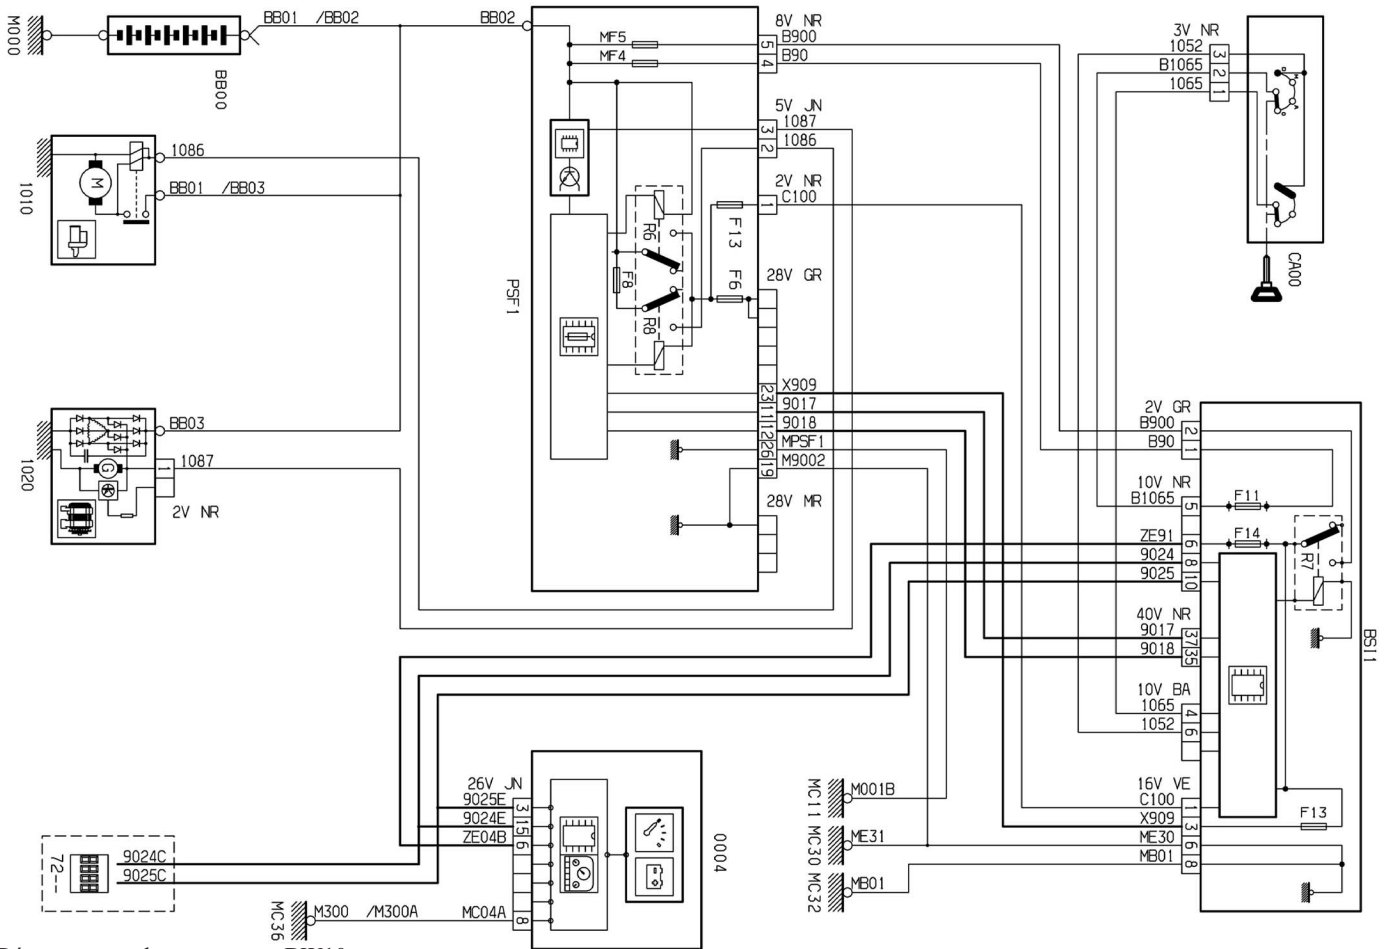 M000
BB01 /BB02
BB00
BB02
PSF1
MF5
MF4
8V NR
5 B900
4 B90
5V JN
3 1087
2 1086
2V NR
1 C100
F13
F6
F8
R6
R8
28V GR
23 X909
11 9017
12 9018
26 MPSF1
19 M9002
28V MR
1010
M
1086
BB01 /BB03
1020
G
BB03
1 1087
2V NR
CA00
3V NR
1052 3
B1065 2
1065 1
BSI1
2V GR
B900 2
B90 1
10V NR
B1065 5
F11
ZE91 6
F14
R7
9024 8
9025 10
40V NR
9017 37
9018 35
10V BA
1065 4
1052 6
16V VE
C100 1
X909 3
F13
ME30 6
MB01 8
MC11 M001B
MC30 ME31
MC32 MB01
0004
26V JN
9025E 3
9024E 15
ZE04B 6
MC04A 8
MC36
M300 /M300A
72---
9024C
9025C